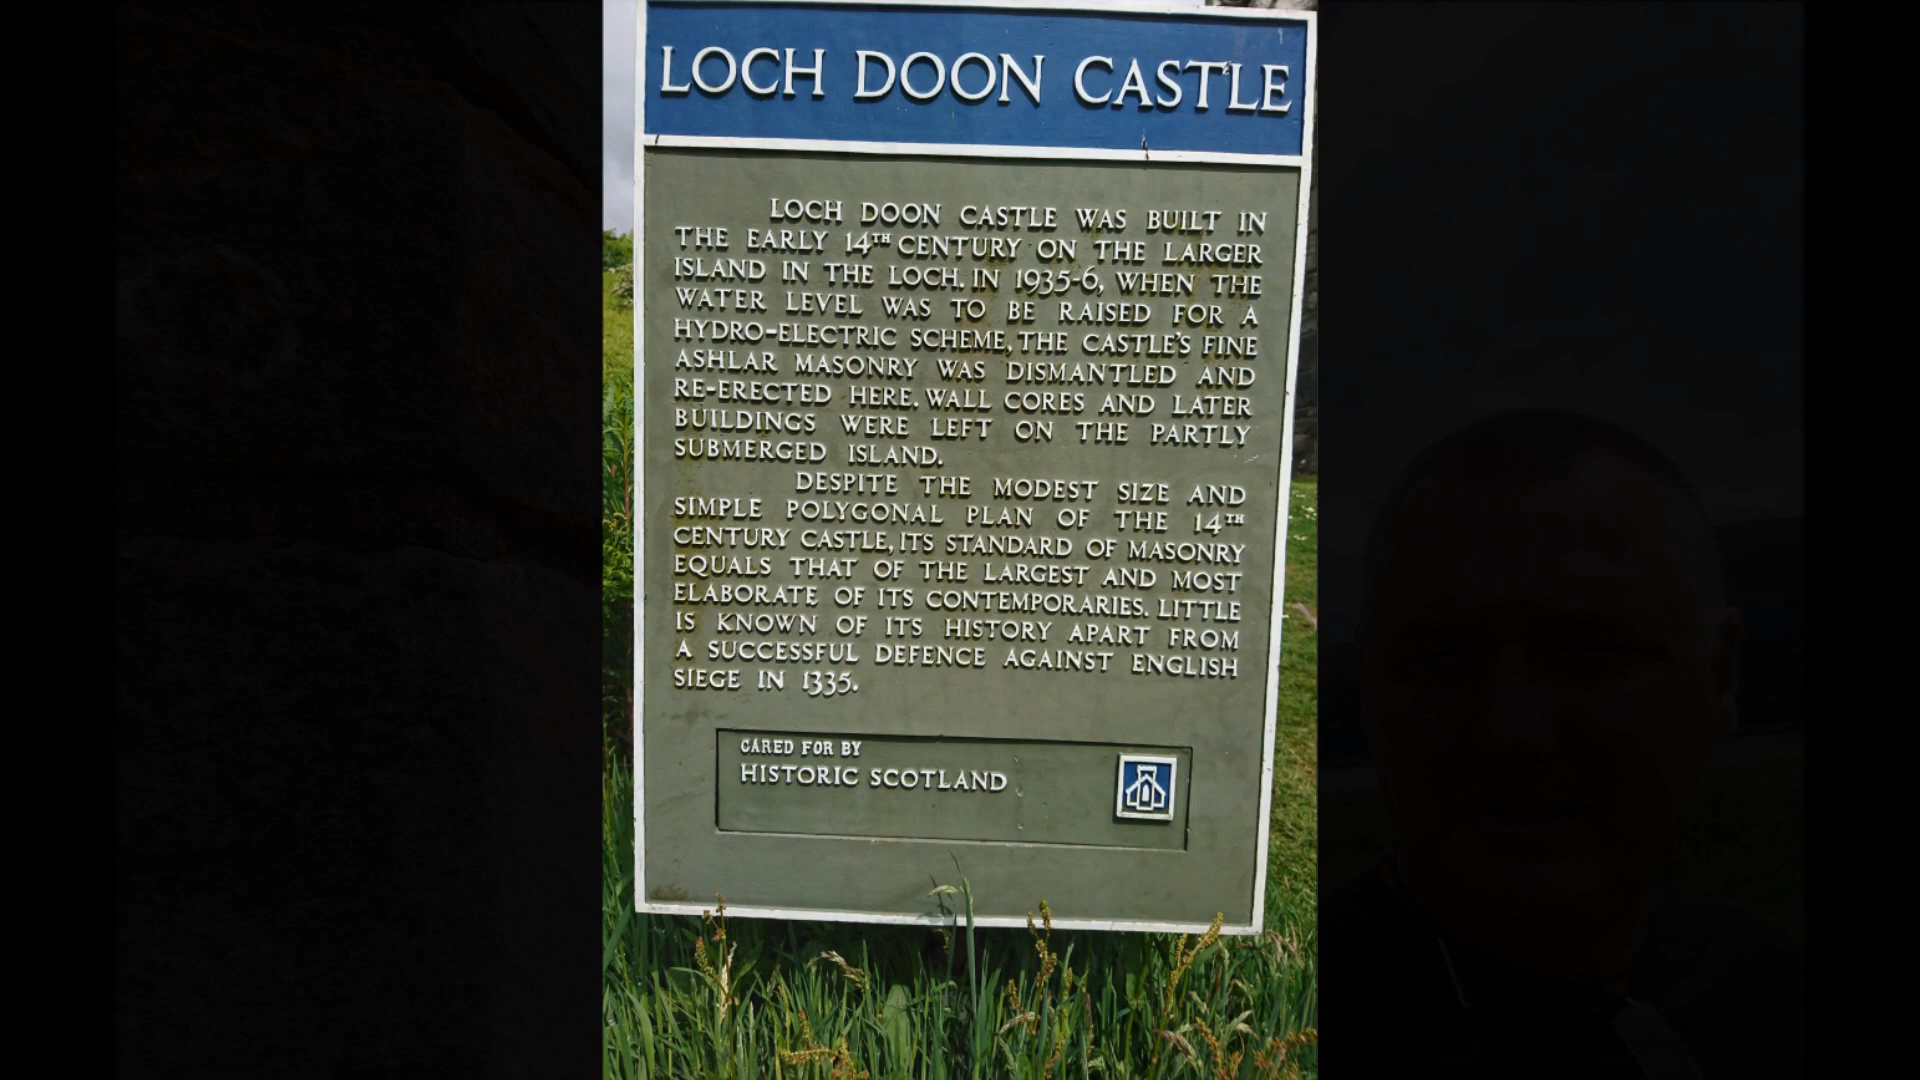 LOCH DOON CASTLE
LOCH DOON CASTLE WAS BUILT IN
THE EARLY 14TH CENTURY ON THE LARGER
ISLAND IN THE LOCH. IN 1935-6, WHEN THE
WATER LEVEL WAS TO BE RAISED FOR A
HYDRO-ELECTRIC SCHEME, THE CASTLE'S FINE
ASHLAR MASONRY WAS DISMANTLED AND
RE-ERECTED HERE. WALL CORES AND LATER
BUILDINGS WERE LEFT ON THE PARTLY
SUBMERGED ISLAND.
DESPITE THE MODEST SIZE AND
SIMPLE POLYGONAL PLAN OF THE 14TH
CENTURY CASTLE, ITS STANDARD OF MASONRY
EQUALS THAT OF THE LARGEST AND MOST
ELABORATE OF ITS CONTEMPORARIES. LITTLE
IS KNOWN OF ITS HISTORY APART FROM
A SUCCESSFUL DEFENCE AGAINST ENGLISH
SIEGE IN 1335.
CARED FOR BY
HISTORIC SCOTLAND